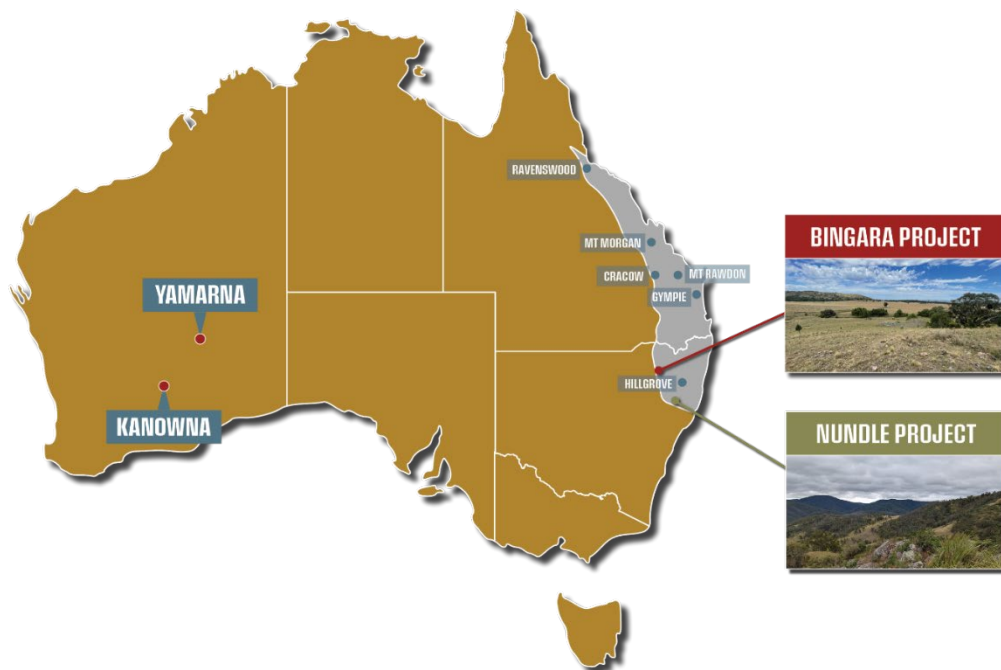 RAVENSWOOD
BINGARA PROJECT
MT MORGAN
CRACOW
MT RAWDON
GYMPIE
YAMARNA
HILLGROVE
KANOWNA
NUNDLE PROJECT